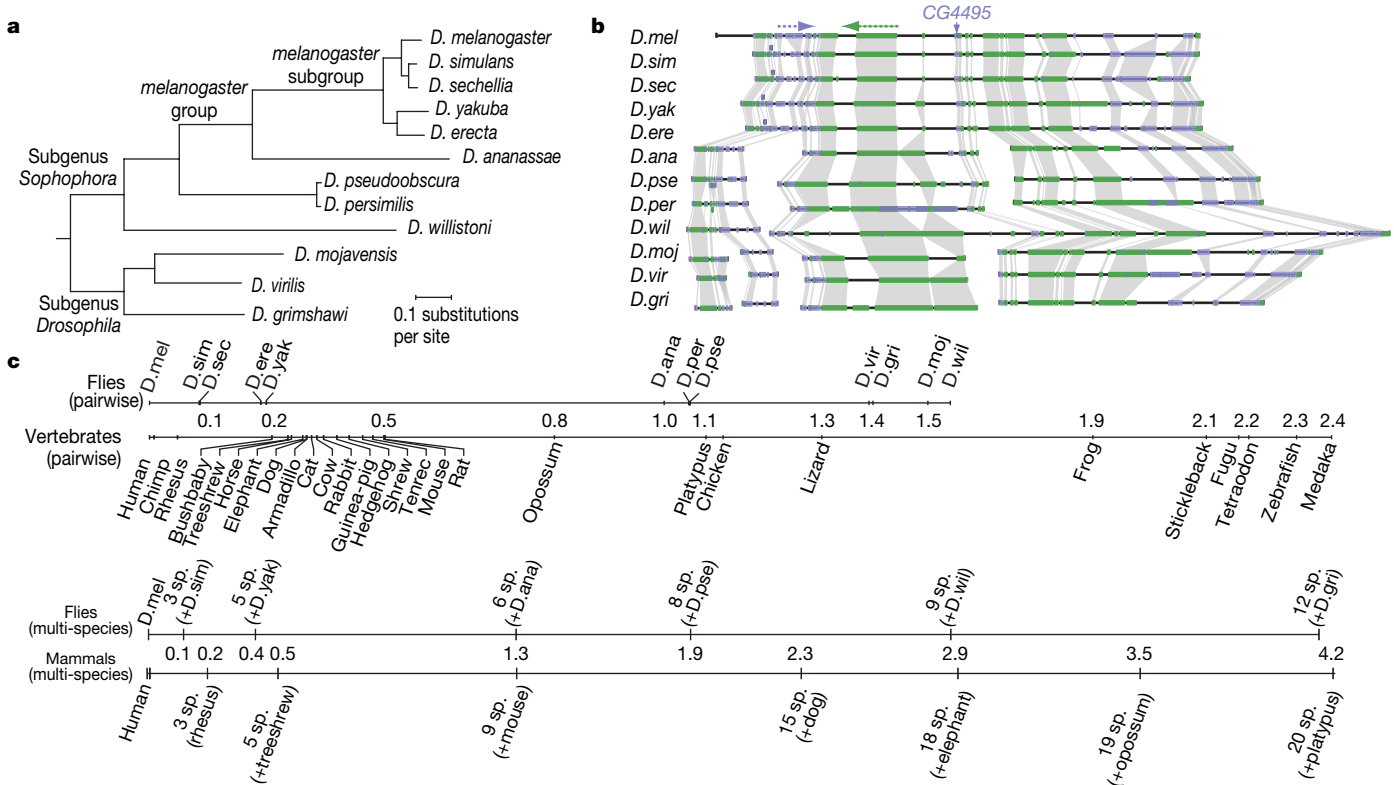 a
D. melanogaster
D. simulans
D. sechellia
D. yakuba
D. erecta
D. ananassae
D. pseudoobscura
D. persimilis
D. willistoni
D. mojavensis
D. virilis
D. grimshawi
melanogaster
subgroup
melanogaster
group
Subgenus
Sophophora
Subgenus
Drosophila
0.1 substitutions
per site
b
CG4495
D.mel
D.sim
D.sec
D.yak
D.ere
D.ana
D.pse
D.per
D.wil
D.moj
D.vir
D.gri
c
Flies
(pairwise)
D.mel
D.sim
D.sec
D.ere
D.yak
D.ana
D.per
D.pse
D.vir
D.gri
D.moj
D.wil
0.1 0.2 0.5 0.8 1.0 1.1 1.3 1.4 1.5 1.9 2.1 2.2 2.3 2.4
Vertebrates
(pairwise)
Human
Chimp
Rhesus
Bushbaby
Treeshrew
Horse
Elephant
Dog
Armadillo
Cat
Cow
Rabbit
Guinea-pig
Hedgehog
Shrew
Tenrec
Mouse
Rat
Opossum
Platypus
Chicken
Lizard
Frog
Stickleback
Fugu
Tetraodon
Zebrafish
Medaka
Flies
(multi-species)
D.mel
3 sp.
(+D.sim)
5 sp.
(+D.yak)
6 sp.
(+D.ana)
8 sp.
(+D.pse)
9 sp.
(+D.wil)
12 sp.
(+D.gri)
0.1 0.2 0.4 0.5 1.3 1.9 2.3 2.9 3.5 4.2
Mammals
(multi-species)
Human
3 sp.
(rhesus)
5 sp.
(+treeshrew)
9 sp.
(+mouse)
15 sp.
(+dog)
18 sp.
(+elephant)
19 sp.
(+opossum)
20 sp.
(+platypus)